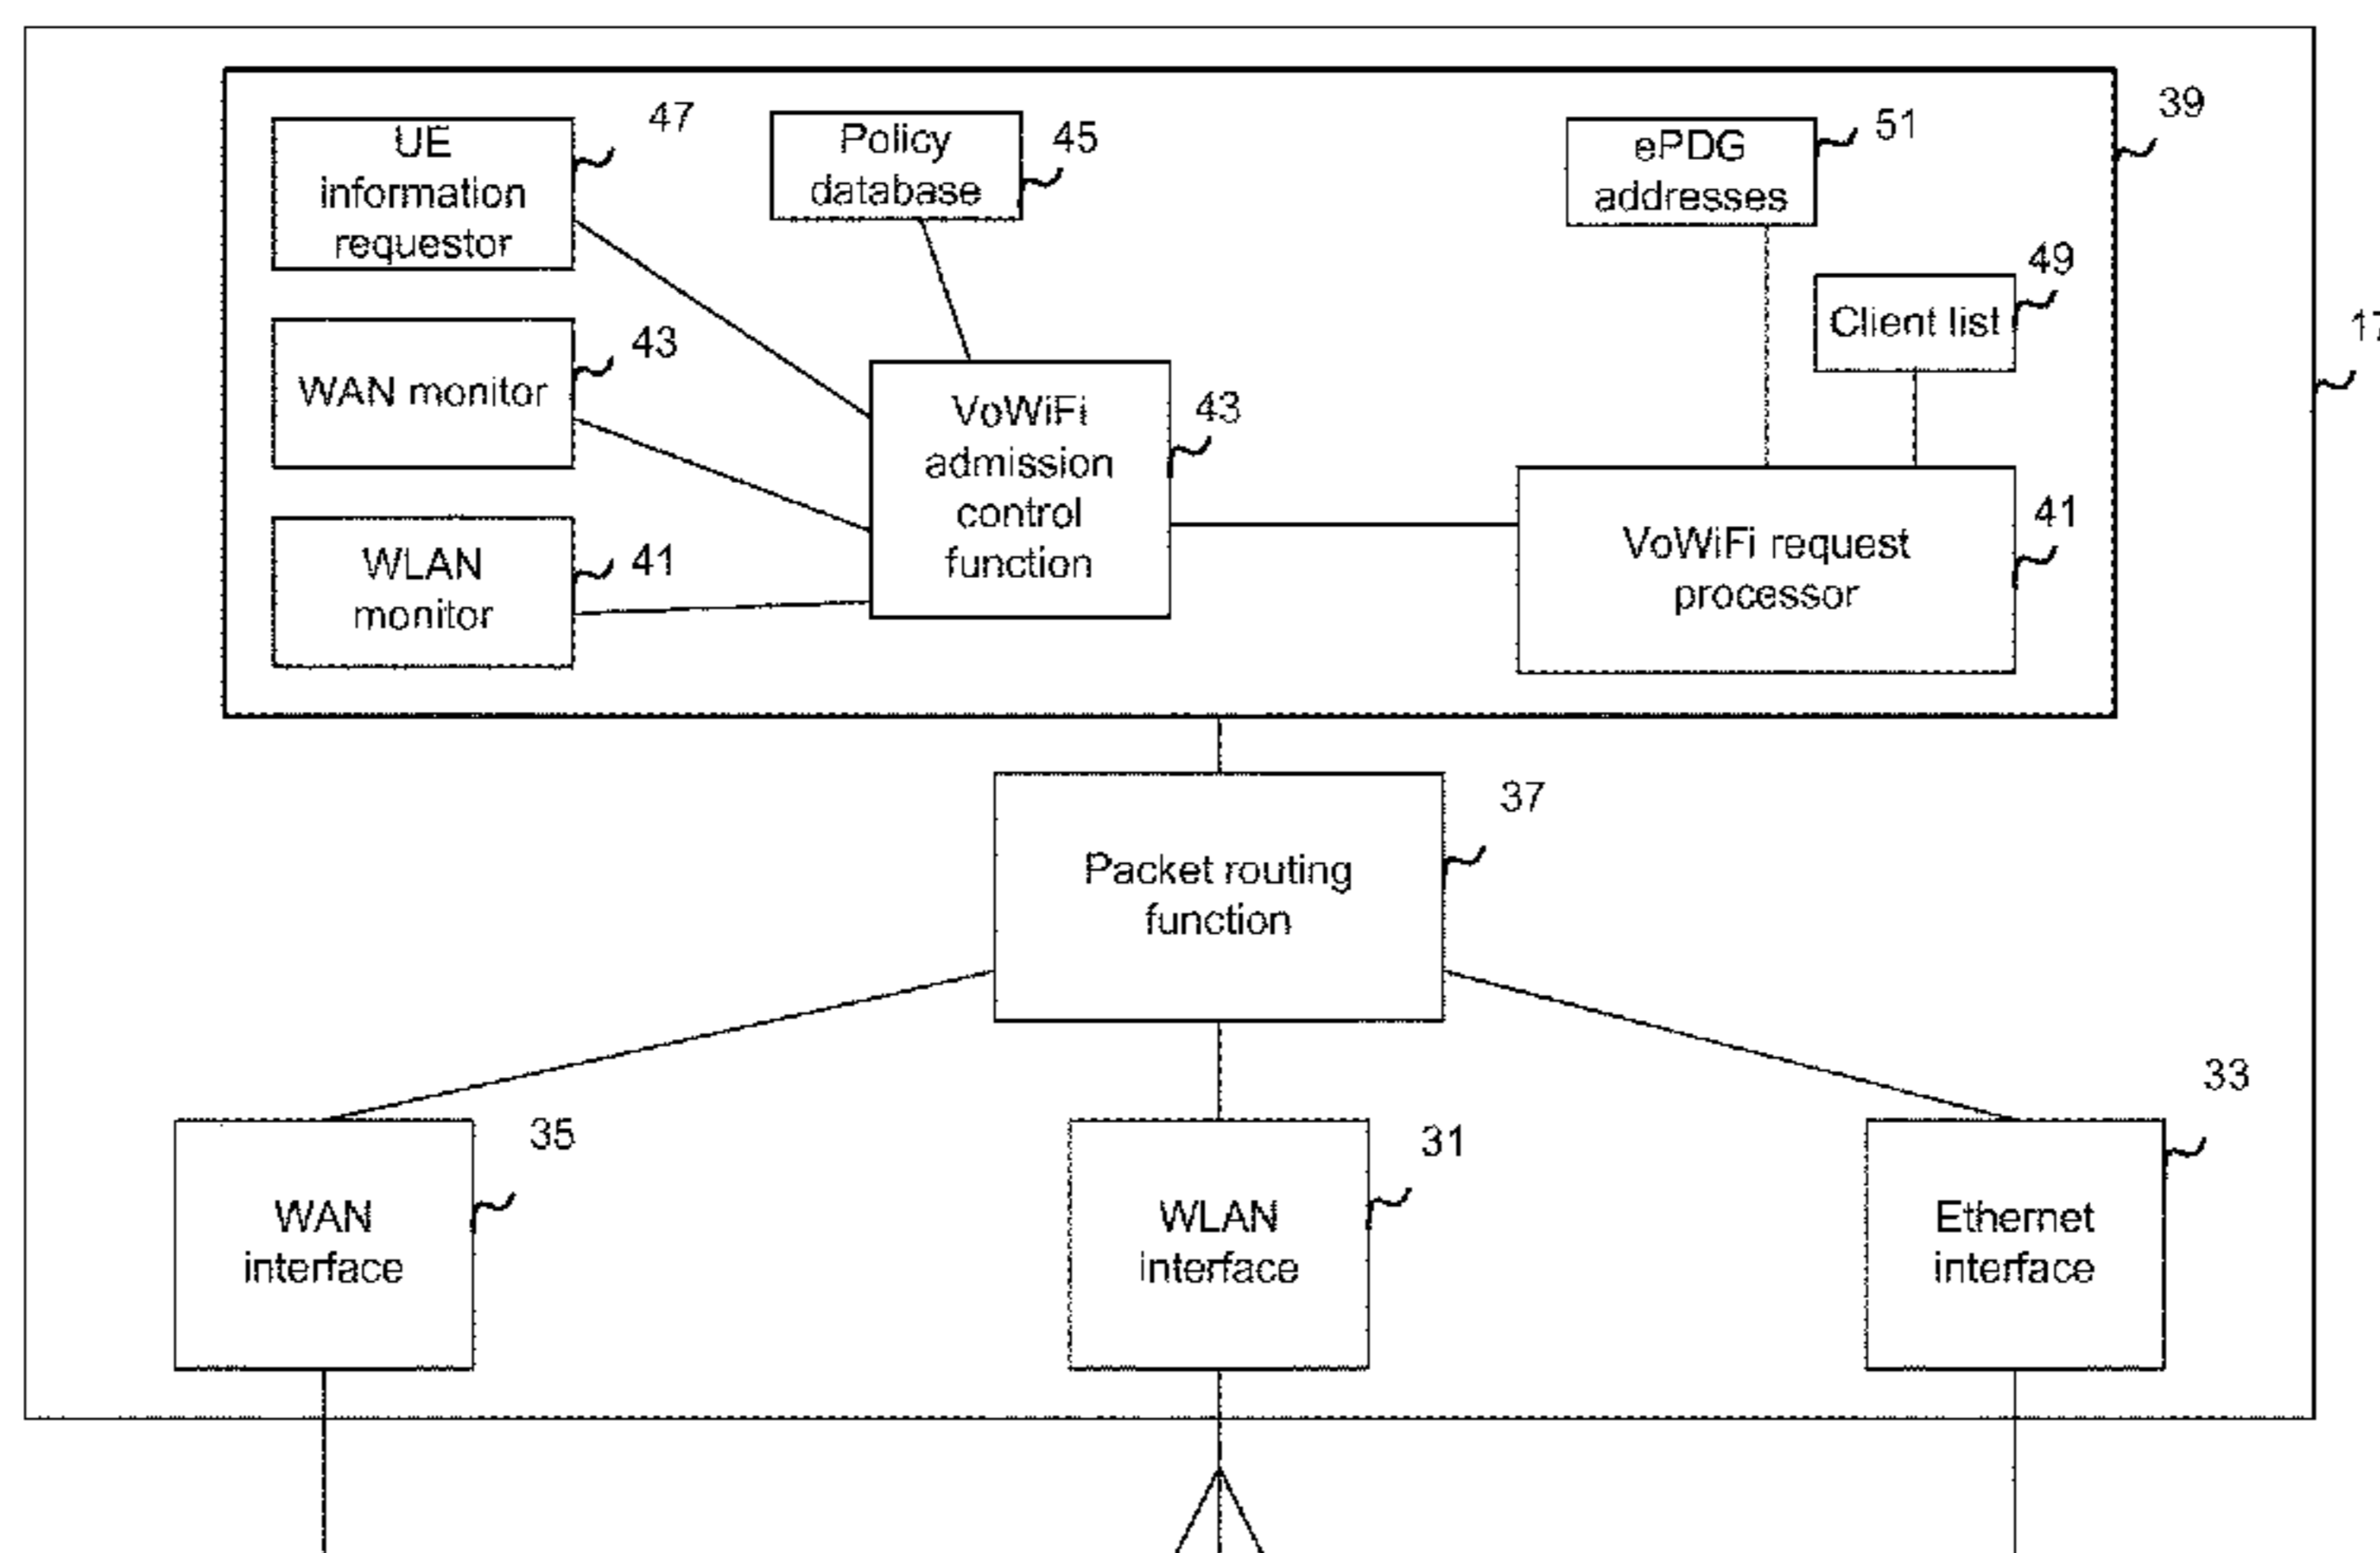 UE
information
requestor
47
Policy
database
45
ePDG
addresses
51
39
Client list
49
17
WAN monitor
43
VoWiFi
admission
control
function
43
WLAN
monitor
41
VoWiFi request
processor
41
Packet routing
function
37
WAN
interface
35
WLAN
interface
31
Ethernet
interface
33